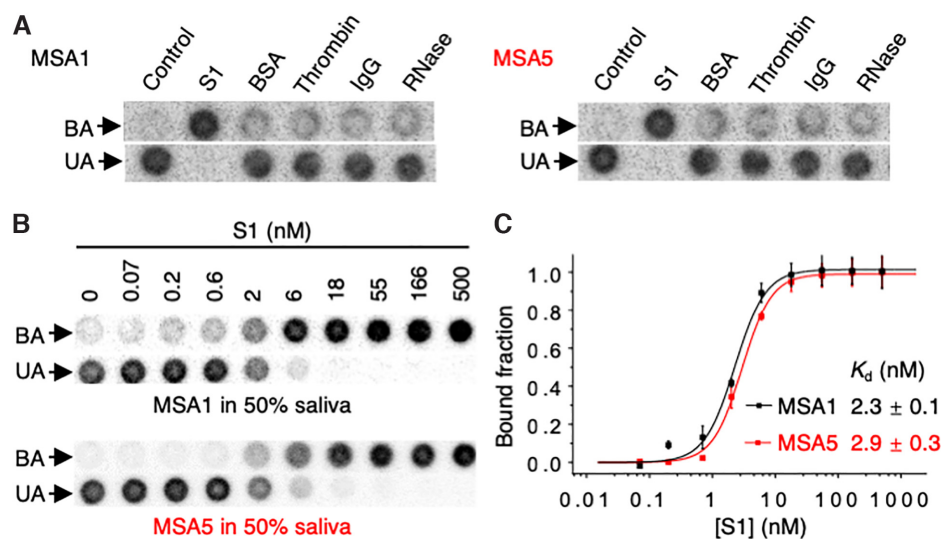 A
MSA1
Control
S1
BSA
Thrombin
IgG
RNase
BA
UA
MSA5
Control
S1
BSA
Thrombin
IgG
RNase
BA
UA
B
S1 (nM)
0 0.07 0.2 0.6 2 6 18 55 166 500
BA
UA
MSA1 in 50% saliva
BA
UA
MSA5 in 50% saliva
C
Bound fraction
1.0
0.8
0.6
0.4
0.2
0.0
Kd (nM)
MSA1 2.3 ± 0.1
MSA5 2.9 ± 0.3
0.01 0.1 1 10 100 1000
[S1] (nM)